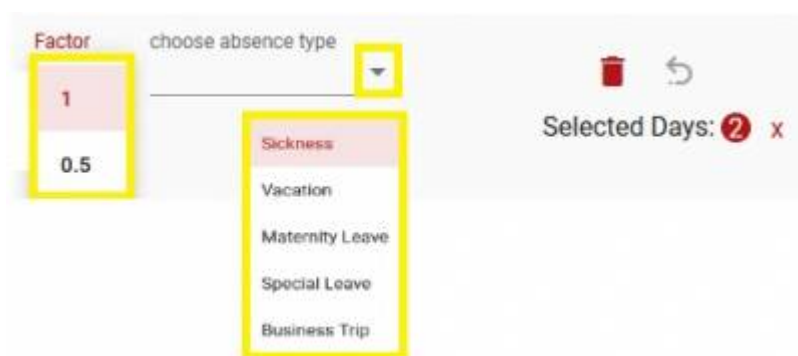 Factor
choose absence type
1
0.5
Sickness
Vacation
Maternity Leave
Special Leave
Business Trip
Selected Days: 2 x